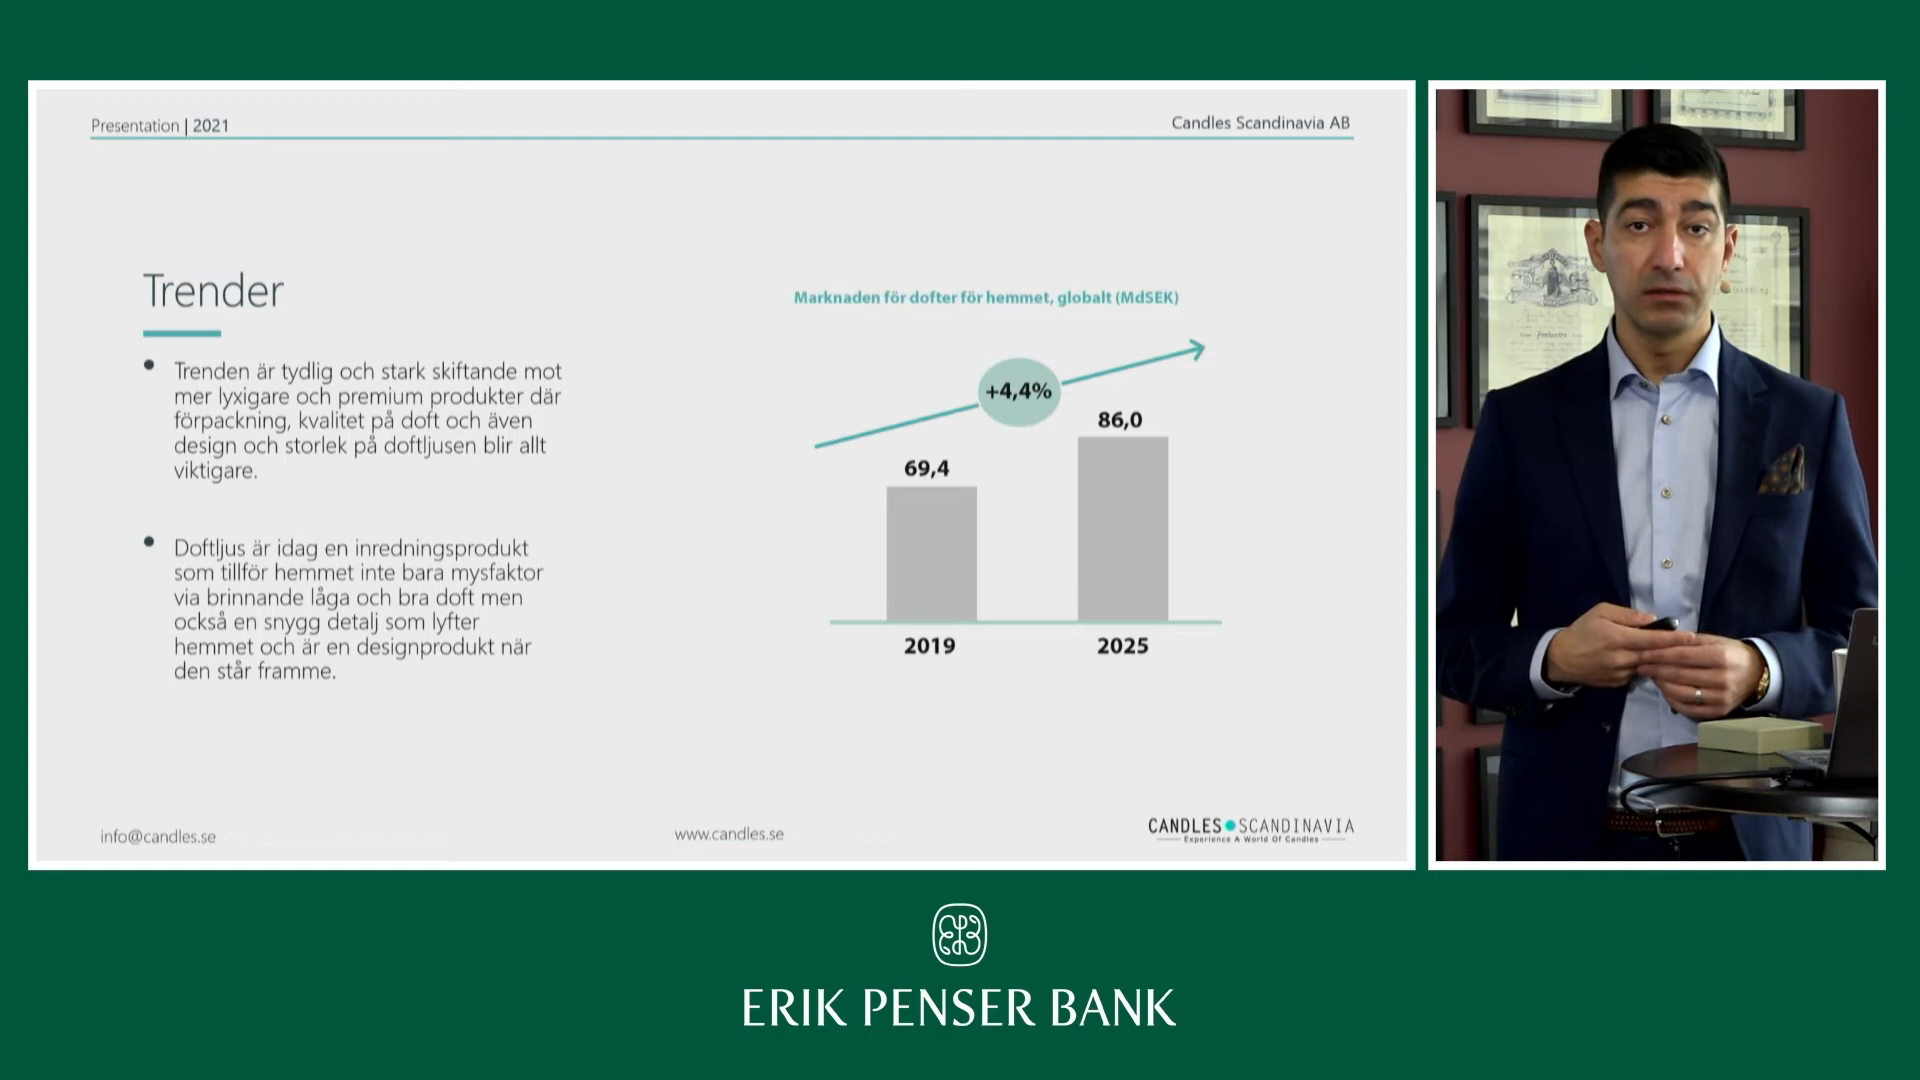 Presentation | 2021
Candles Scandinavia AB
Trender
Trenden är tydlig och stark skiftande mot
mer lyxigare och premium produkter där
förpackning, kvalitet på doft och även
design och storlek på doftljusen blir allt
viktigare.
Doftljus är idag en inredningsprodukt
som tillför hemmet inte bara mysfaktor
via brinnande låga och bra doft men
också en snygg detalj som lyfter
hemmet och är en designprodukt när
den står framme.
Marknaden för dofter för hemmet, globalt (MdSEK)
+4,4%
86,0
69,4
2019
2025
info@candles.se
www.candles.se
CANDLES SCANDINAVIA
Experience A World Of Candles
ERIK PENSER BANK